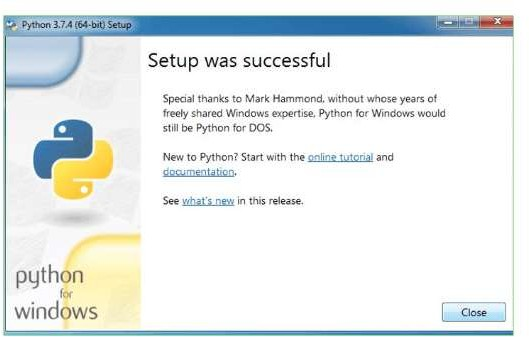 Python 3.7.4 (64-bit) Setup
Setup was successful
Special thanks to Mark Hammond, without whose years of
freely shared Windows expertise, Python for Windows would
still be Python for DOS.
New to Python? Start with the online tutorial and
documentation.
See what's new in this release.
python
for
windows
Close